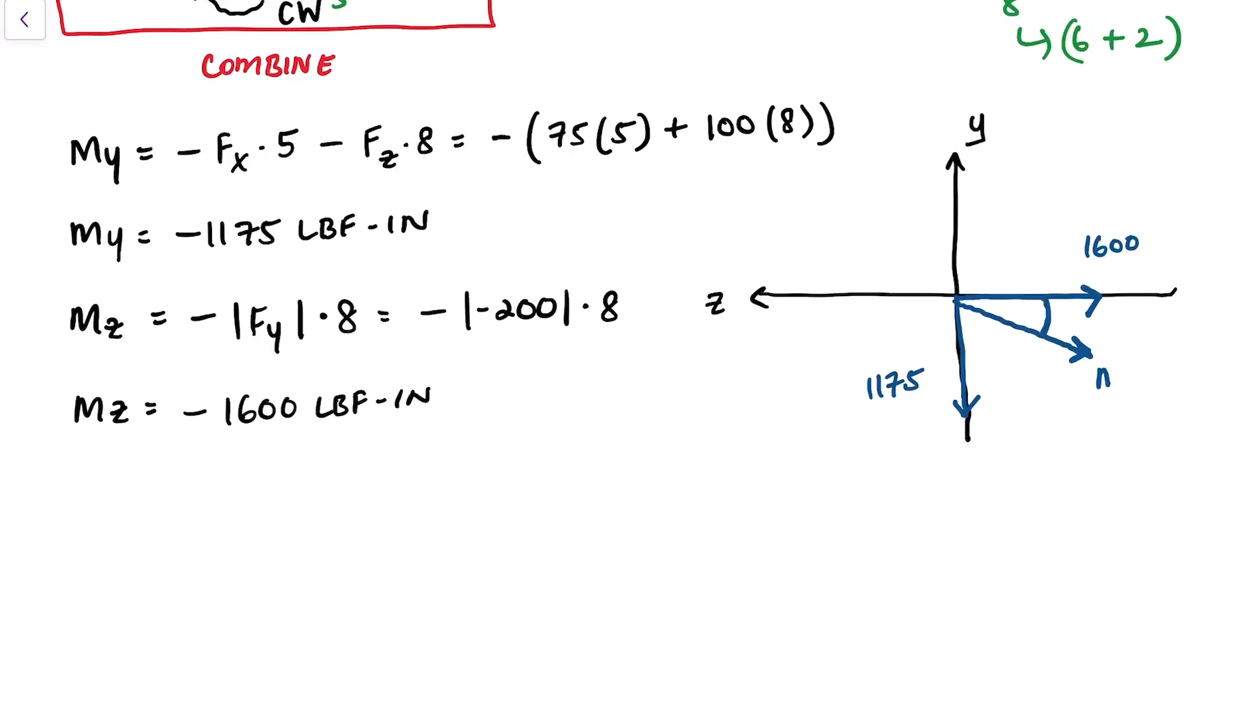 CW
COMBINE
8
↳(6 + 2)
My = - Fx · 5 - Fz · 8 = - (75(5) + 100(8))
My = -1175 LBF-IN
Mz = - |Fy| · 8 = - |-200| · 8
Mz = - 1600 LBF-IN
y
1600
z
1175
n